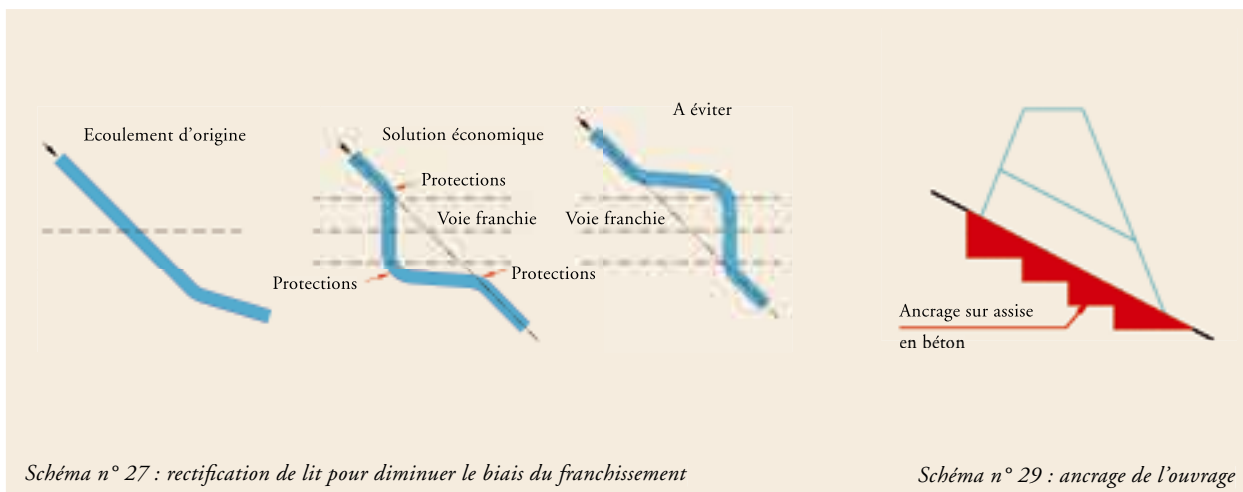 Ecoulement d'origine
Solution économique
A éviter
Protections
Voie franchie
Voie franchie
Protections
Protections
Ancrage sur assise
en béton
Schéma n° 27 : rectification de lit pour diminuer le biais du franchissement
Schéma n° 29 : ancrage de l'ouvrage